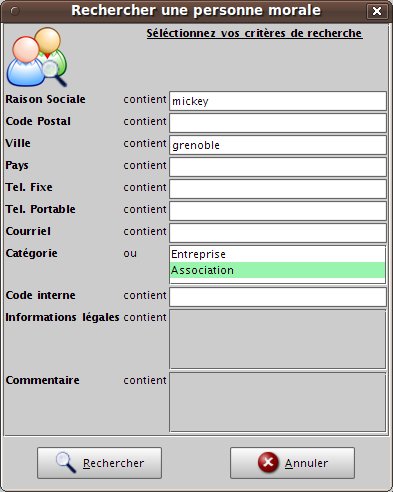 Rechercher une personne morale
Séléctionnez vos critères de recherche
Raison Sociale contient mickey
Code Postal contient
Ville contient grenoble
Pays contient
Tel. Fixe contient
Tel. Portable contient
Courriel contient
Catégorie ou Entreprise
Association
Code interne contient
Informations légales contient
Commentaire contient
Rechercher Annuler